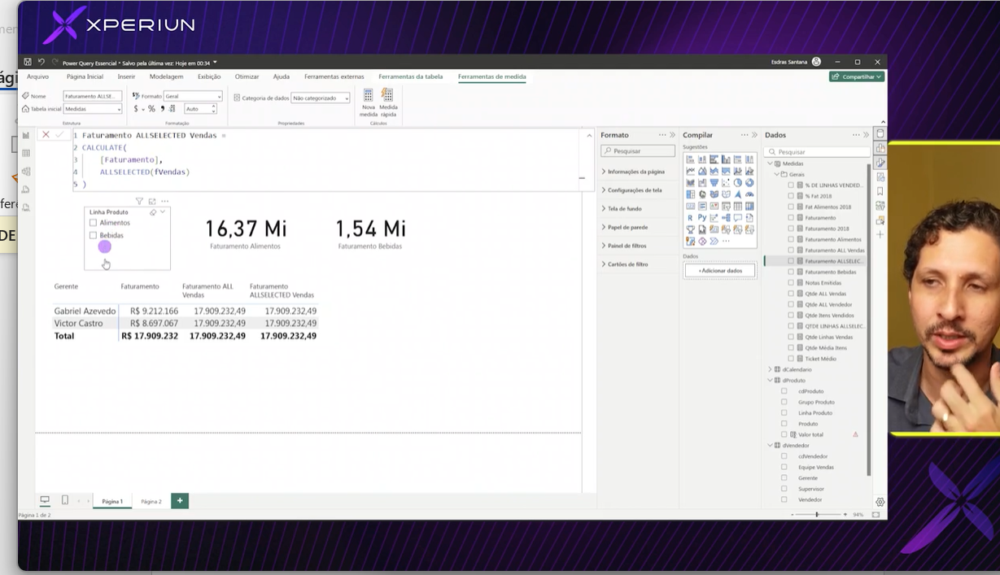 XPERIUN
Power Query Essencial • Salvo pela última vez: Hoje em 00:34
Esdras Santana
Arquivo
Página Inicial
Inserir
Modelagem
Exibição
Otimizar
Ajuda
Ferramentas externas
Ferramentas da tabela
Ferramentas de medida
Compartilhar
Nome
Faturamento ALLSE...
Tabela inicial
Medidas
Estrutura
Formato
Geral
$
%
Auto
Formatação
Categoria de dados
Não categorizado
Propriedades
Nova medida
Medida rápida
Cálculos
1 Faturamento ALLSELECTED Vendas =
2 CALCULATE(
3 [Faturamento],
4 ALLSELECTED(fVendas)
5 )
Linha Produto
Alimentos
Bebidas
16,37 Mi
Faturamento Alimentos
1,54 Mi
Faturamento Bebidas
Gerente Faturamento Faturamento ALL Vendas Faturamento ALLSELECTED Vendas
Gabriel Azevedo R$ 9.212.166 17.909.232,49 17.909.232,49
Victor Castro R$ 8.697.067 17.909.232,49 17.909.232,49
Total R$ 17.909.232 17.909.232,49 17.909.232,49
Formato
Pesquisar
Informações da página
Configurações de tela
Tela de fundo
Papel de parede
Painel de filtros
Cartões de filtro
Compilar
Sugestões
R
Py
Dados
+Adicionar dados
Dados
Pesquisar
Medidas
Gerais
% DE LINHAS VENDED...
% Fat 2018
Fat Alimentos 2018
Faturamento
Faturamento 2018
Faturamento Alimentos
Faturamento ALL Vendas
Faturamento ALLSELEC...
Faturamento Bebidas
Notas Emitidas
Qtde ALL Vendas
Qtde ALL Vendedor
Qtde Itens Vendidos
QTDE LINHAS ALLSELEC...
Qtde Linhas Vendas
Qtde Média Itens
Ticket Médio
dCalendario
dProduto
cdProduto
Grupo Produto
Linha Produto
Produto
Valor total
dVendedor
cdVendedor
Equipe Vendas
Gerente
Supervisor
Vendedor
Página 1
Página 2
+
Página 1 de 2
94%